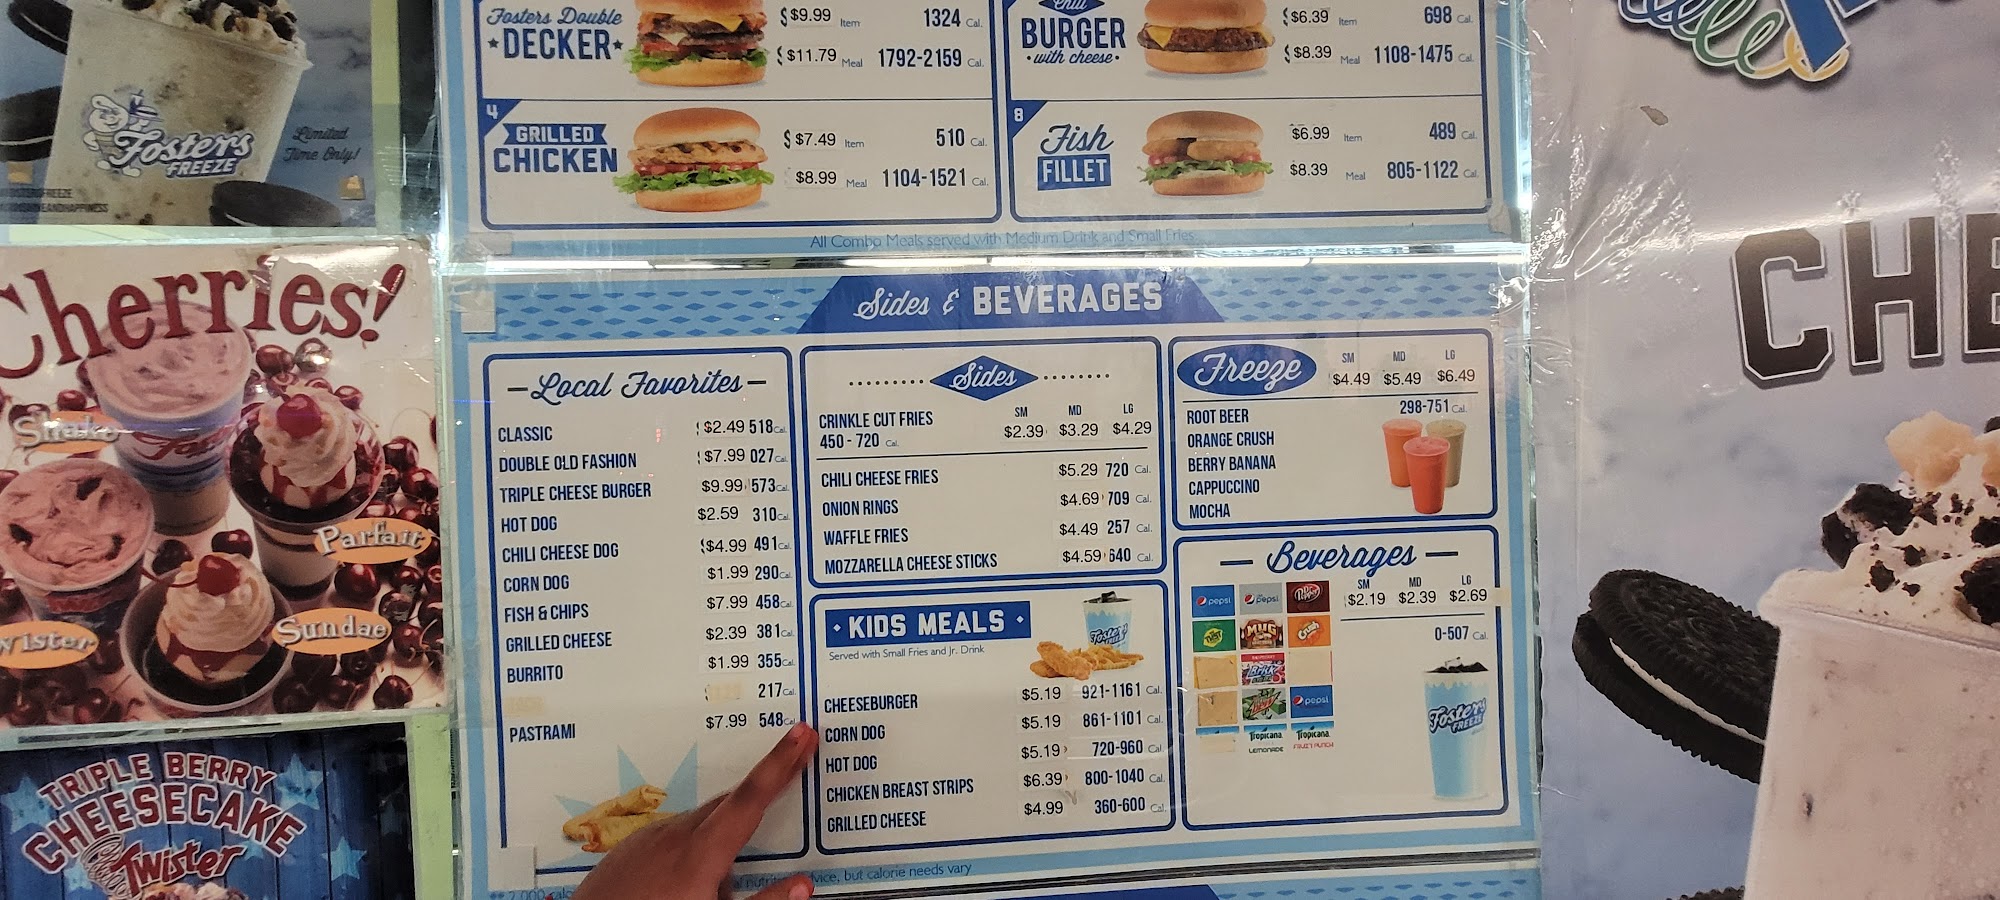 Fosters
FREEZE
Limited
Time Only!
Fosters Double
DECKER
$9.99 Item 1324 Cal.
$11.79 Meal 1792-2159 Cal.
4
GRILLED
CHICKEN
$7.49 Item 510 Cal.
$8.99 Meal 1104-1521 Cal.
Chili
BURGER
• with cheese •
$6.39 Item 698 Cal.
$8.39 Meal 1108-1475 Cal.
8
Fish
FILLET
$6.99 Item 489 Cal.
$8.39 Meal 805-1122 Cal.
All Combo Meals served with Medium Drink and Small Fries
Cherries!
Shake
Parfait
Twister
Sundae
TRIPLE BERRY
CHEESECAKE
Twister
Sides & BEVERAGES
Local Favorites
CLASSIC $2.49 518 Cal.
DOUBLE OLD FASHION $7.99 027 Cal.
TRIPLE CHEESE BURGER $9.99 573 Cal.
HOT DOG $2.59 310 Cal.
CHILI CHEESE DOG $4.99 491 Cal.
CORN DOG $1.99 290 Cal.
FISH & CHIPS $7.99 458 Cal.
GRILLED CHEESE $2.39 381 Cal.
BURRITO $1.99 355 Cal.
217 Cal.
PASTRAMI $7.99 548 Cal.
Sides
SM MD LG
CRINKLE CUT FRIES $2.39 $3.29 $4.29
450 - 720 Cal.
CHILI CHEESE FRIES $5.29 720 Cal.
ONION RINGS $4.69 709 Cal.
WAFFLE FRIES $4.49 257 Cal.
MOZZARELLA CHEESE STICKS $4.59 640 Cal.
• KIDS MEALS •
Served with Small Fries and Jr. Drink
Fosters
CHEESEBURGER $5.19 921-1161 Cal.
CORN DOG $5.19 861-1101 Cal.
HOT DOG $5.19 720-960 Cal.
CHICKEN BREAST STRIPS $6.39 800-1040 Cal.
GRILLED CHEESE $4.99 360-600 Cal.
Freeze
SM MD LG
$4.49 $5.49 $6.49
298-751 Cal.
ROOT BEER
ORANGE CRUSH
BERRY BANANA
CAPPUCCINO
MOCHA
Beverages
SM MD LG
$2.19 $2.39 $2.69
0-507 Cal.
pepsi
pepsi
Dr Pepper
MUG
Crush
pepsi
Tropicana
LEMONADE
Tropicana
FRUIT PUNCH
Fosters
FREEZE
, but calorie needs vary
CHE